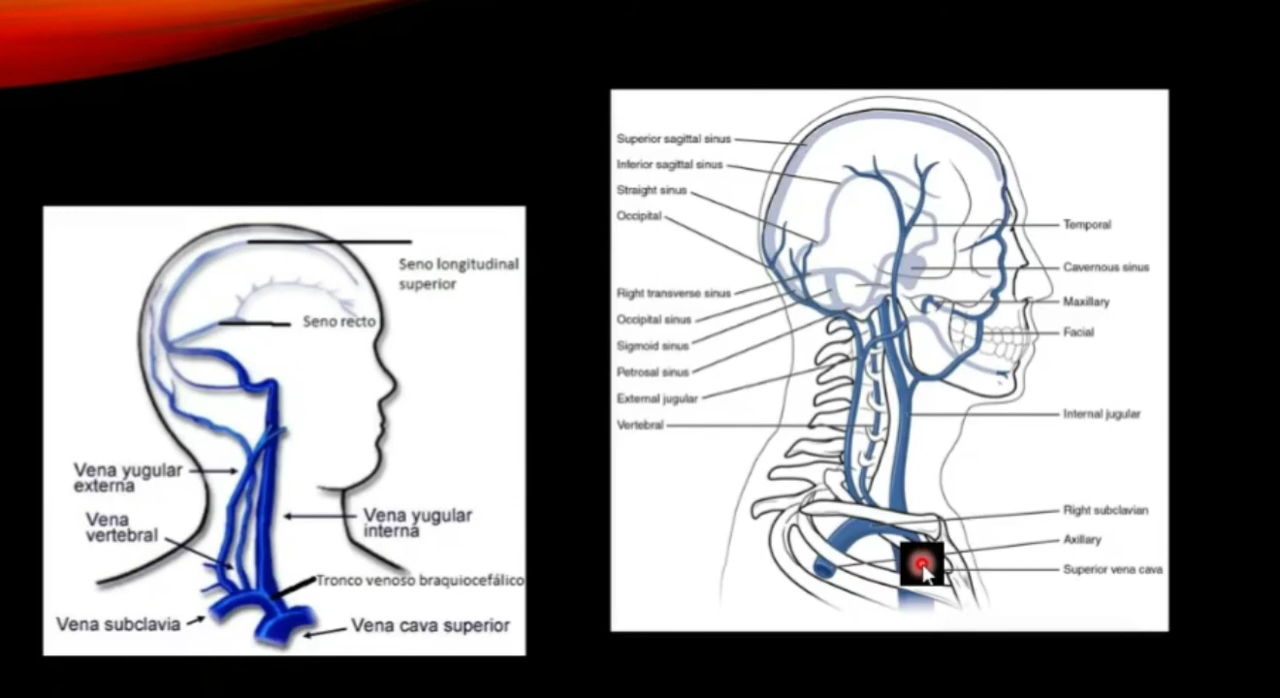 Seno longitudinal
superior
Seno recto
Vena yugular
externa
Vena
vertebral
Vena yugular
interna
Tronco venoso braquiocefálico
Vena subclavia
Vena cava superior
Superior sagittal sinus
Inferior sagittal sinus
Straight sinus
Occipital
Right transverse sinus
Occipital sinus
Sigmoid sinus
Petrosal sinus
External jugular
Vertebral
Temporal
Cavernous sinus
Maxillary
Facial
Internal jugular
Right subclavian
Axillary
Superior vena cava